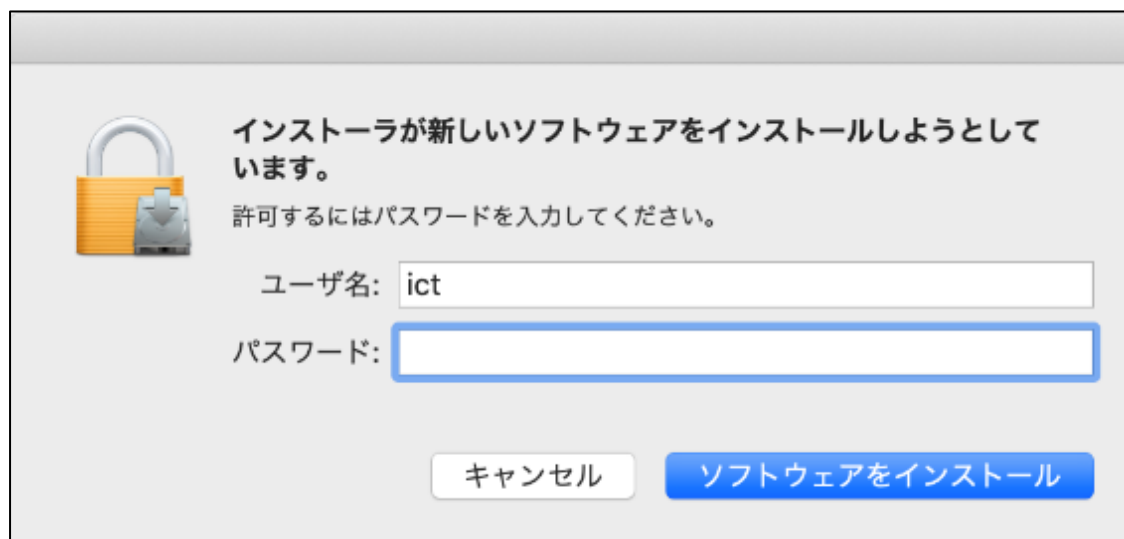 インストーラが新しいソフトウェアをインストールしようとして
います。
許可するにはパスワードを入力してください。
ユーザ名: ict
パスワード:
キャンセル ソフトウェアをインストール